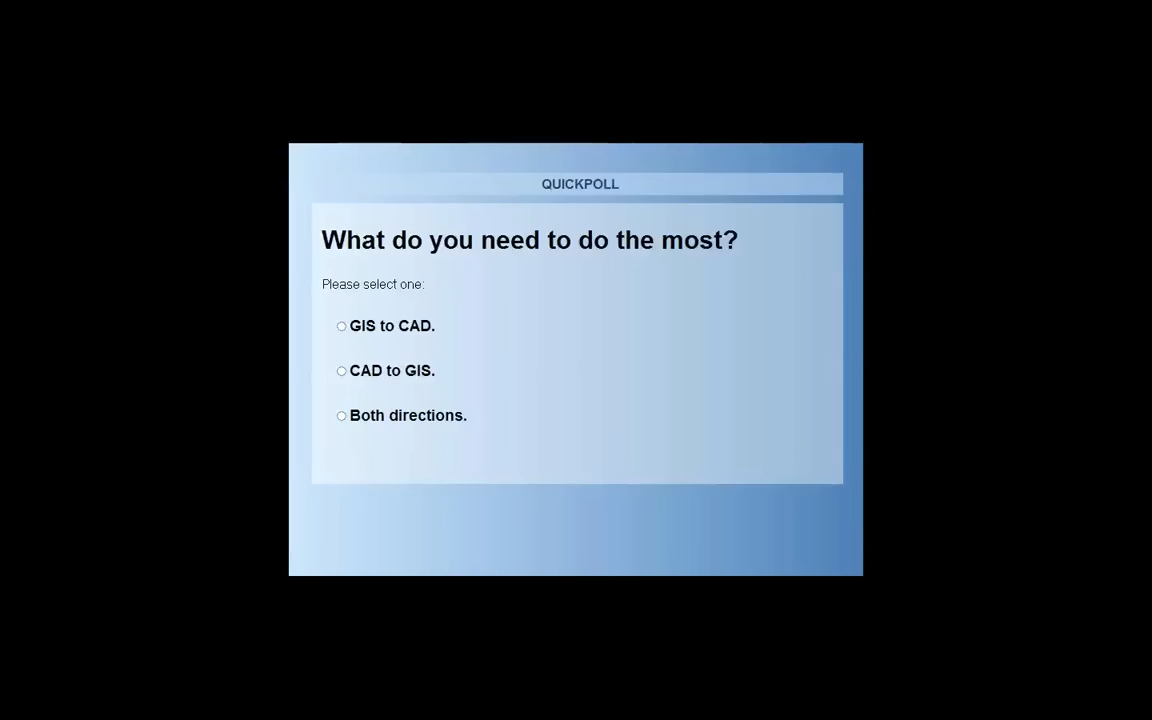 QUICKPOLL
What do you need to do the most?
Please select one:
GIS to CAD.
CAD to GIS.
Both directions.